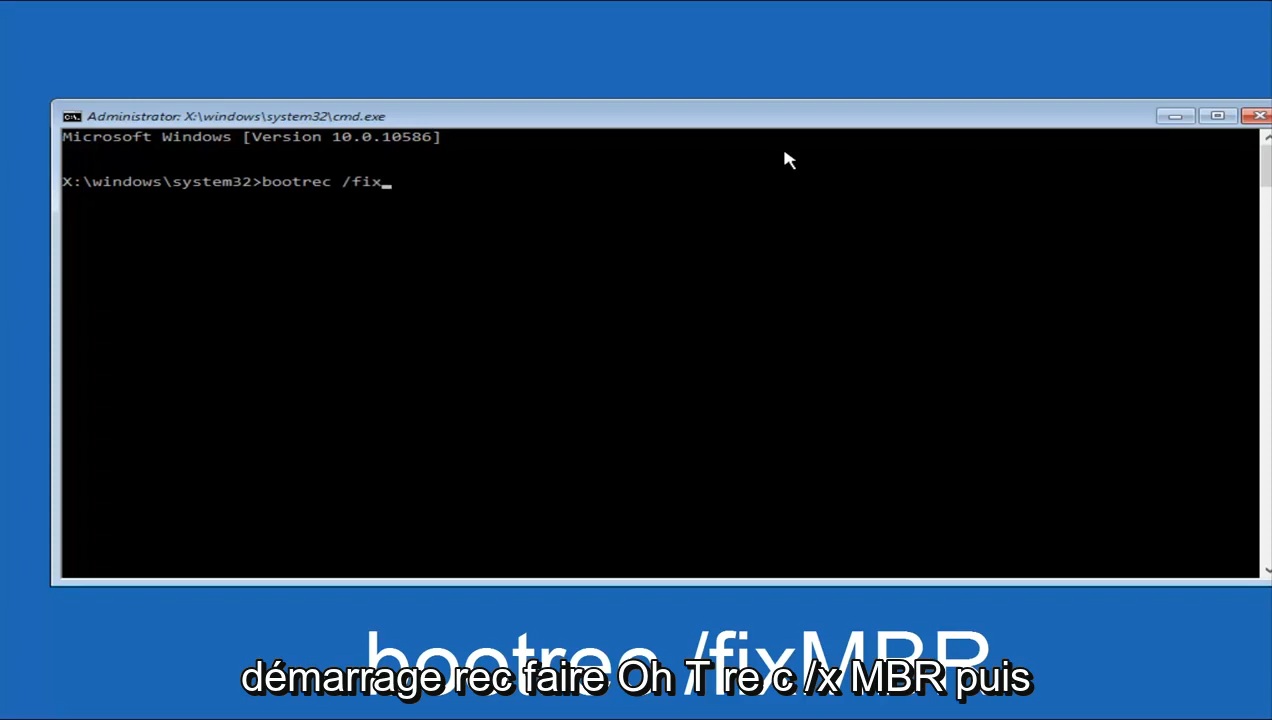 Administrator: X:\windows\system32\cmd.exe
Microsoft Windows [Version 10.0.10586]
X:\windows\system32>bootrec /fix_
bootrec /fixMBR
démarrage rec faire Oh T re c /x MBR puis